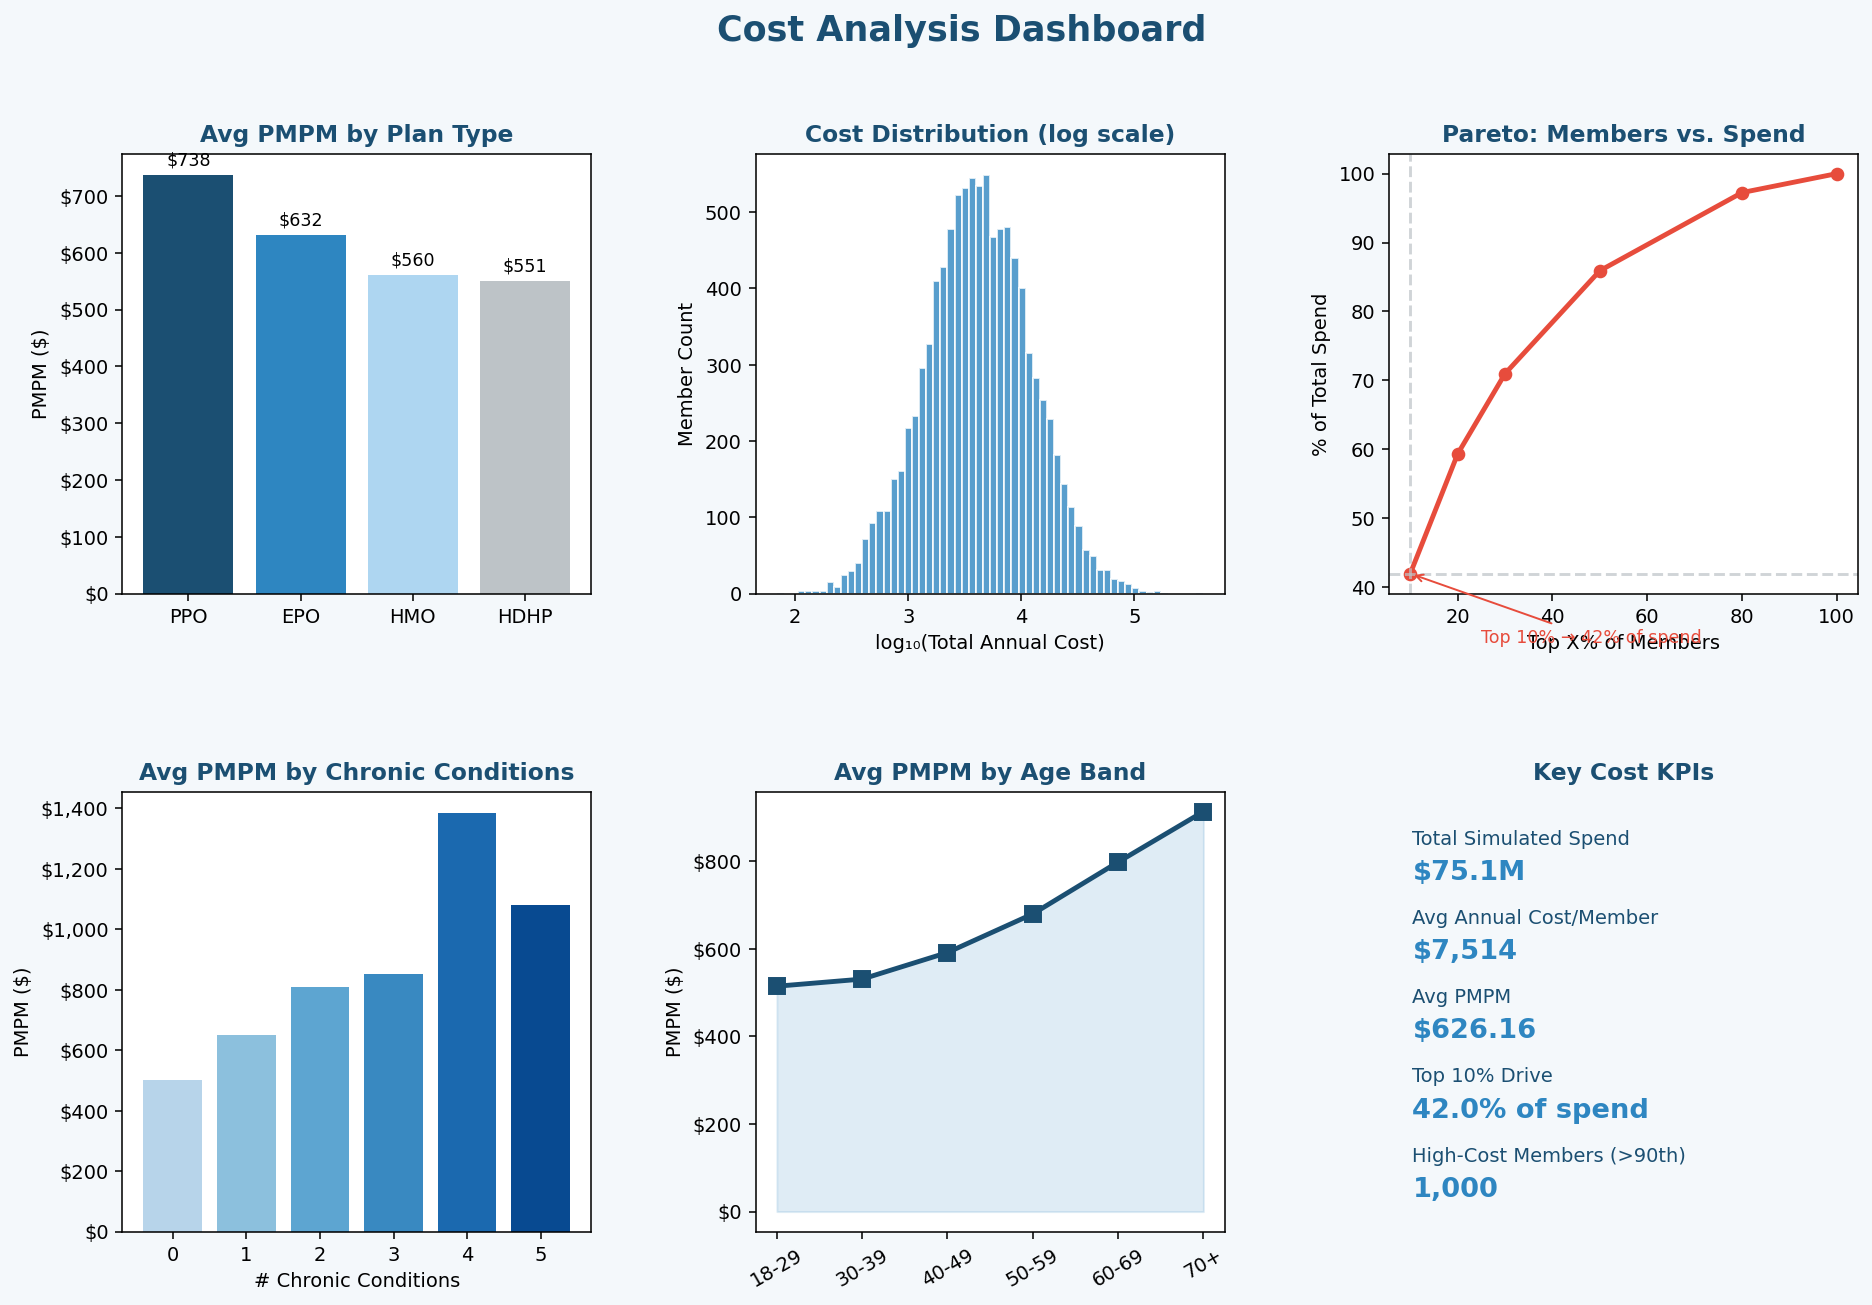 Cost Analysis Dashboard
Avg PMPM by Plan Type
PMPM ($)
$700
$600
$500
$400
$300
$200
$100
$0
$738
$632
$560
$551
PPO EPO HMO HDHP
Cost Distribution (log scale)
Member Count
500
400
300
200
100
0
2 3 4 5
log₁₀(Total Annual Cost)
Pareto: Members vs. Spend
% of Total Spend
100
90
80
70
60
50
40
20 40 60 80 100
Top 10% → 42% of spend
Top X% of Members
Avg PMPM by Chronic Conditions
PMPM ($)
$1,400
$1,200
$1,000
$800
$600
$400
$200
$0
0 1 2 3 4 5
# Chronic Conditions
Avg PMPM by Age Band
PMPM ($)
$800
$600
$400
$200
$0
18-29 30-39 40-49 50-59 60-69 70+
Key Cost KPIs
Total Simulated Spend
$75.1M
Avg Annual Cost/Member
$7,514
Avg PMPM
$626.16
Top 10% Drive
42.0% of spend
High-Cost Members (>90th)
1,000